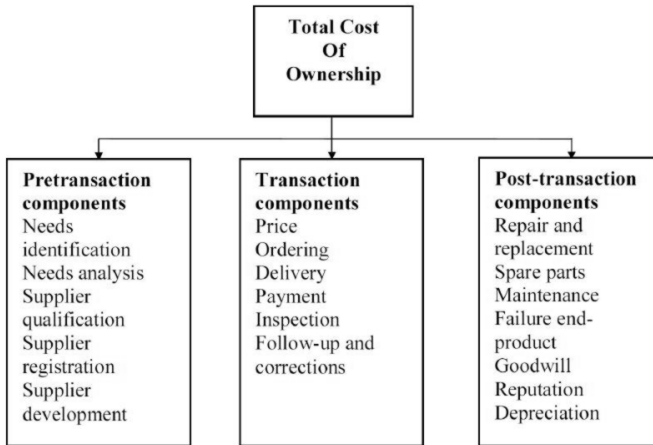 Total Cost
Of
Ownership
Pretransaction
components
Needs
identification
Needs analysis
Supplier
qualification
Supplier
registration
Supplier
development
Transaction
components
Price
Ordering
Delivery
Payment
Inspection
Follow-up and
corrections
Post-transaction
components
Repair and
replacement
Spare parts
Maintenance
Failure end-
product
Goodwill
Reputation
Depreciation